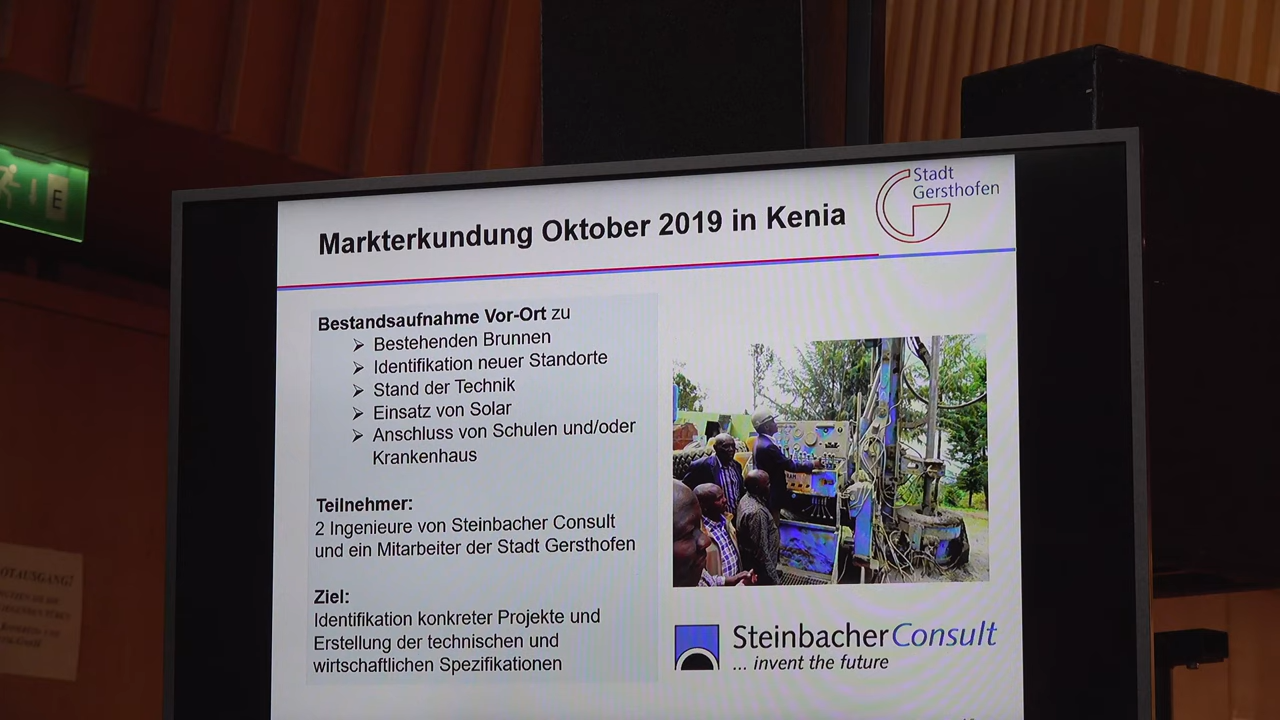 E
Stadt
Gersthofen
Markterkundung Oktober 2019 in Kenia
Bestandsaufnahme Vor-Ort zu
Bestehenden Brunnen
Identifikation neuer Standorte
Stand der Technik
Einsatz von Solar
Anschluss von Schulen und/oder
Krankenhaus
Teilnehmer:
2 Ingenieure von Steinbacher Consult
und ein Mitarbeiter der Stadt Gersthofen
Ziel:
Identifikation konkreter Projekte und
Erstellung der technischen und
wirtschaftlichen Spezifikationen
SteinbacherConsult
... invent the future